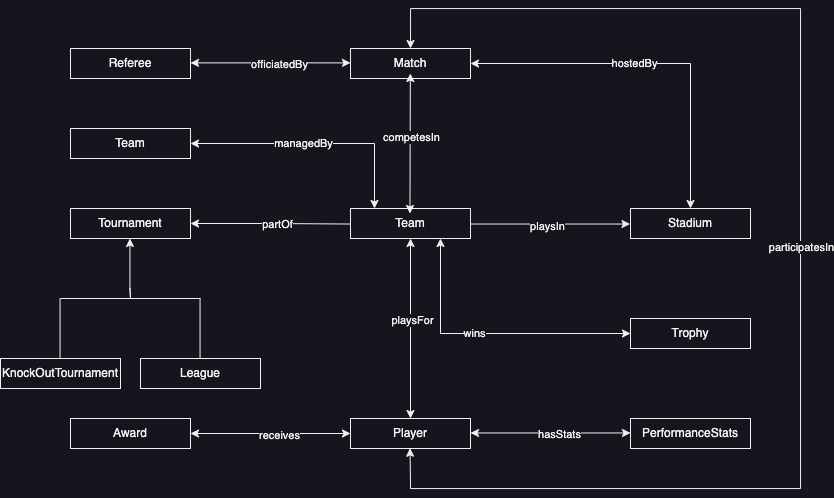 Referee
officiatedBy
Match
hostedBy
Team
managedBy
competesIn
Tournament
partOf
Team
playsIn
Stadium
participatesIn
playsFor
wins
Trophy
KnockOutTournament
League
Award
receives
Player
hasStats
PerformanceStats